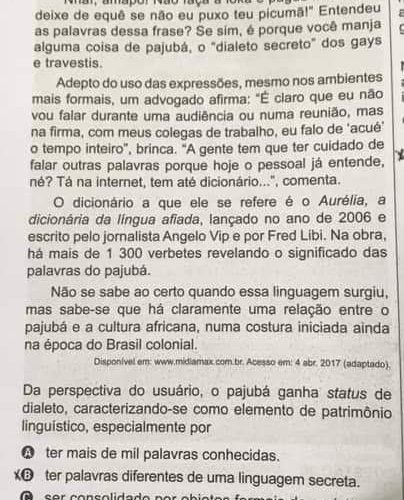 deixe de equê se não eu puxo teu picumã!" Entendeu
as palavras dessa frase? Se sim, é porque você manja
alguma coisa de pajubá, o "dialeto secreto" dos gays
e travestis.
Adepto do uso das expressões, mesmo nos ambientes
mais formais, um advogado afirma: "É claro que eu não
vou falar durante uma audiência ou numa reunião, mas
na firma, com meus colegas de trabalho, eu falo de 'acué'
o tempo inteiro", brinca. "A gente tem que ter cuidado de
falar outras palavras porque hoje o pessoal já entende,
né? Tá na internet, tem até dicionário...", comenta.
O dicionário a que ele se refere é o Aurélia, a
dicionária da língua afiada, lançado no ano de 2006 e
escrito pelo jornalista Angelo Vip e por Fred Libi. Na obra,
há mais de 1 300 verbetes revelando o significado das
palavras do pajubá.
Não se sabe ao certo quando essa linguagem surgiu,
mas sabe-se que há claramente uma relação entre o
pajubá e a cultura africana, numa costura iniciada ainda
na época do Brasil colonial.
Disponível em: www.midiamax.com.br. Acesso em: 4 abr. 2017 (adaptado).
Da perspectiva do usuário, o pajubá ganha status de
dialeto, caracterizando-se como elemento de patrimônio
linguístico, especialmente por
A ter mais de mil palavras conhecidas.
B ter palavras diferentes de uma linguagem secreta.
C ser consolidado por objetos formais